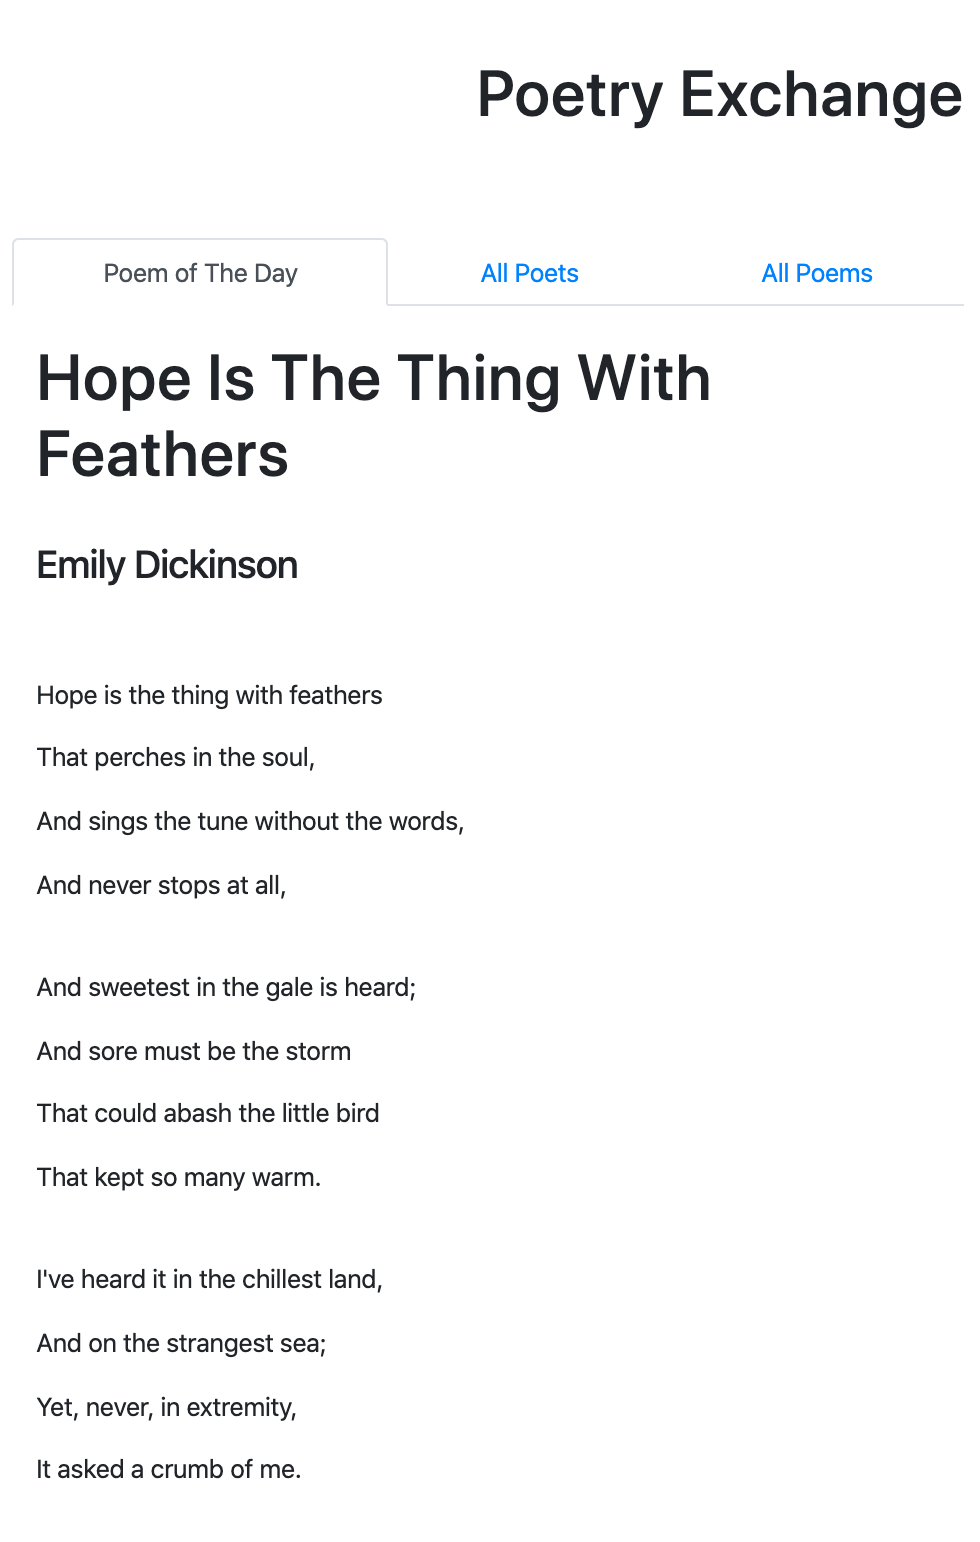 Poetry Exchange
Poem of The Day
All Poets
All Poems
Hope Is The Thing With
Feathers
Emily Dickinson
Hope is the thing with feathers
That perches in the soul,
And sings the tune without the words,
And never stops at all,
And sweetest in the gale is heard;
And sore must be the storm
That could abash the little bird
That kept so many warm.
I've heard it in the chillest land,
And on the strangest sea;
Yet, never, in extremity,
It asked a crumb of me.